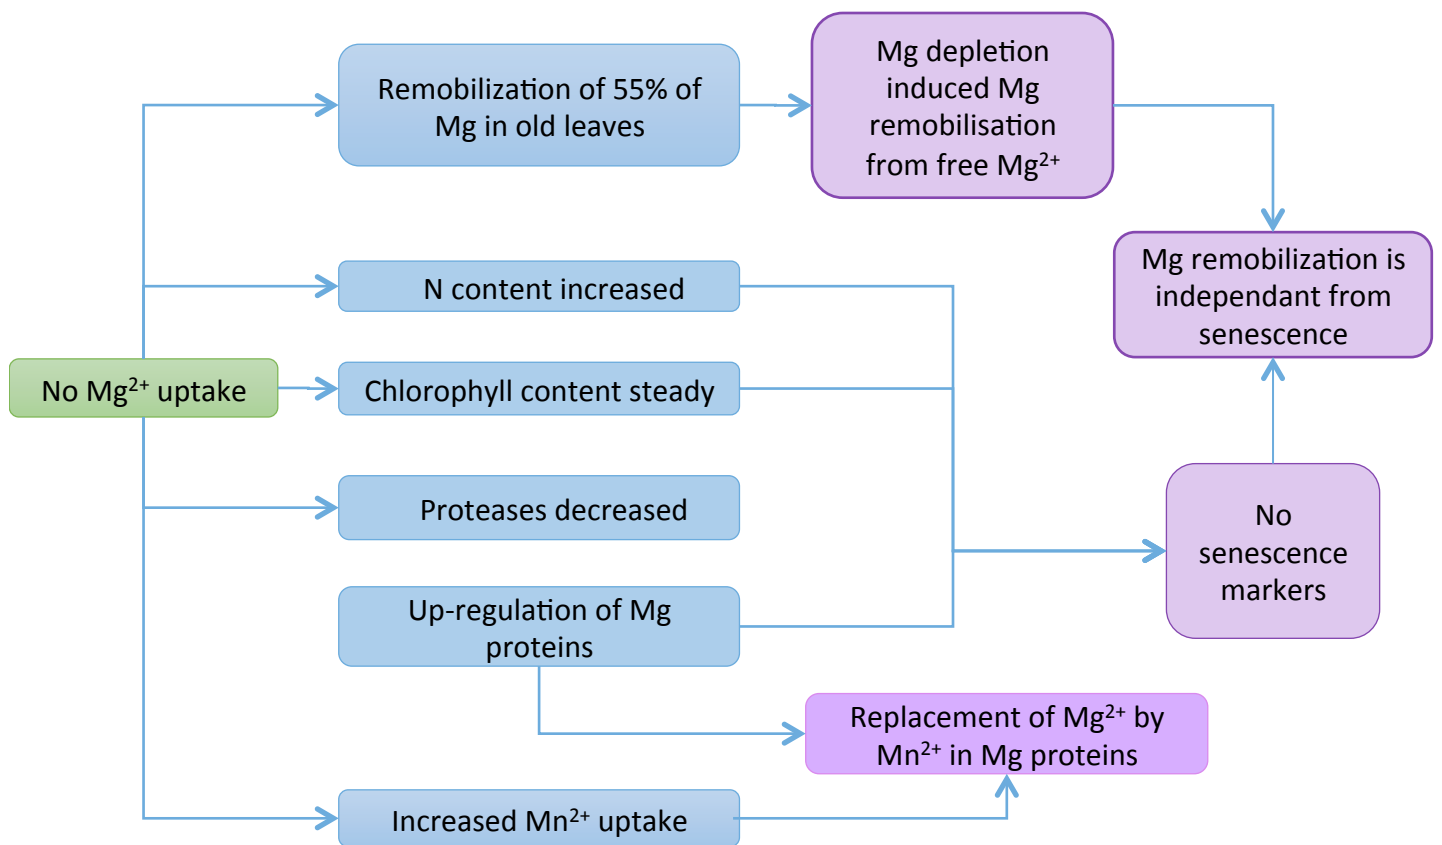 Remobilization of 55% of
Mg in old leaves
Mg depletion
induced Mg
remobilisation
from free Mg²⁺
N content increased
Mg remobilization is
independant from
senescence
No Mg²⁺ uptake
Chlorophyll content steady
Proteases decreased
No
senescence
markers
Up-regulation of Mg
proteins
Replacement of Mg²⁺ by
Mn²⁺ in Mg proteins
Increased Mn²⁺ uptake